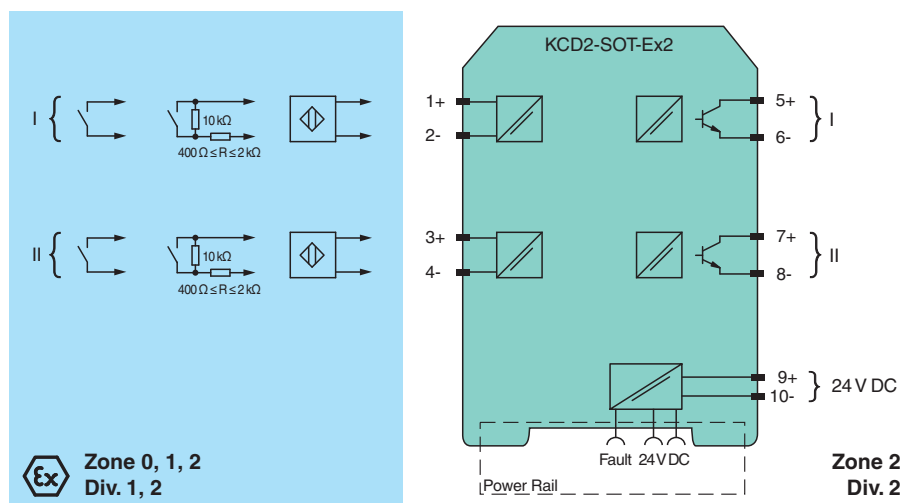 KCD2-SOT-Ex2
I
10 kΩ
400 Ω ≤ R ≤ 2 kΩ
1+
2-
5+
6-
I
II
10 kΩ
400 Ω ≤ R ≤ 2 kΩ
3+
4-
7+
8-
II
9+
10-
24 V DC
Fault 24 V DC
Power Rail
Ex
Zone 0, 1, 2
Div. 1, 2
Zone 2
Div. 2